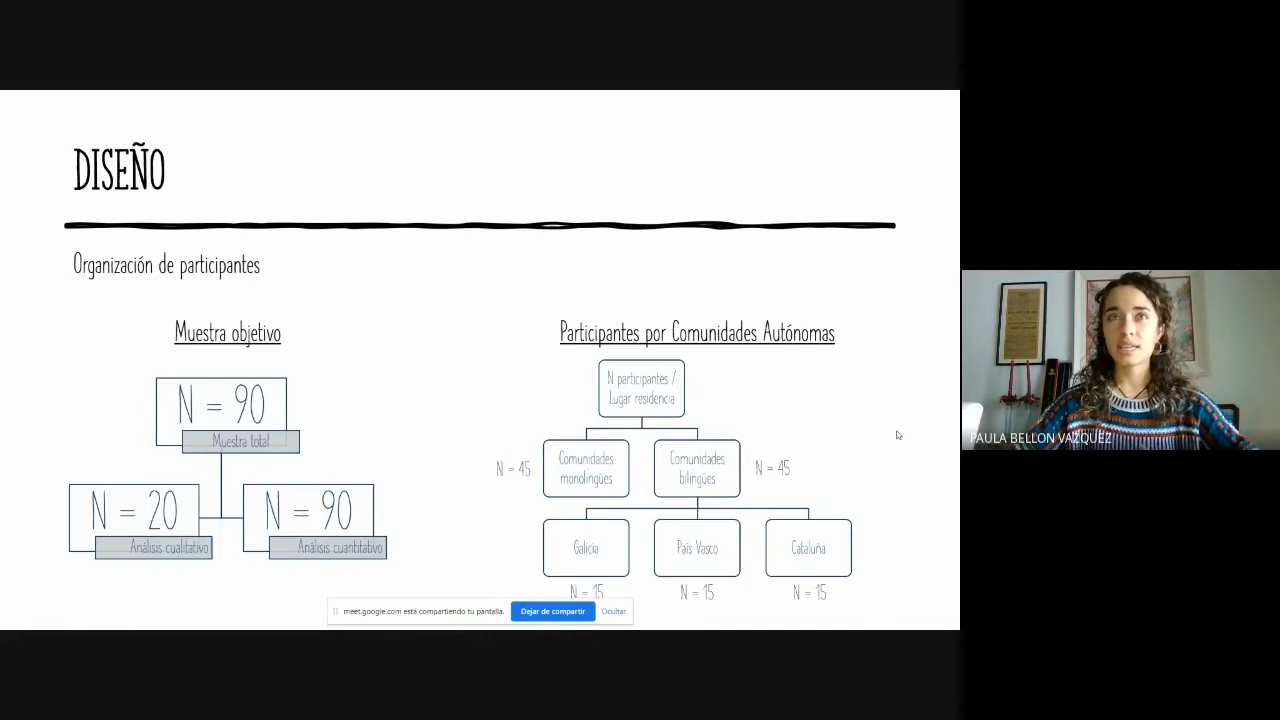 DISEÑO
Organización de participantes
Muestra objetivo
N = 90
Muestra total
N = 20
Análisis cualitativo
N = 90
Análisis cuantitativo
Participantes por Comunidades Autónomas
N participantes /
Lugar residencia
N = 45
Comunidades
monolingües
Comunidades
bilingües
N = 45
Galicia
País Vasco
Cataluña
N = 15
N = 15
N = 15
meet.google.com está compartiendo tu pantalla.
Dejar de compartir
Ocultar
PAULA BELLON VAZQUEZ